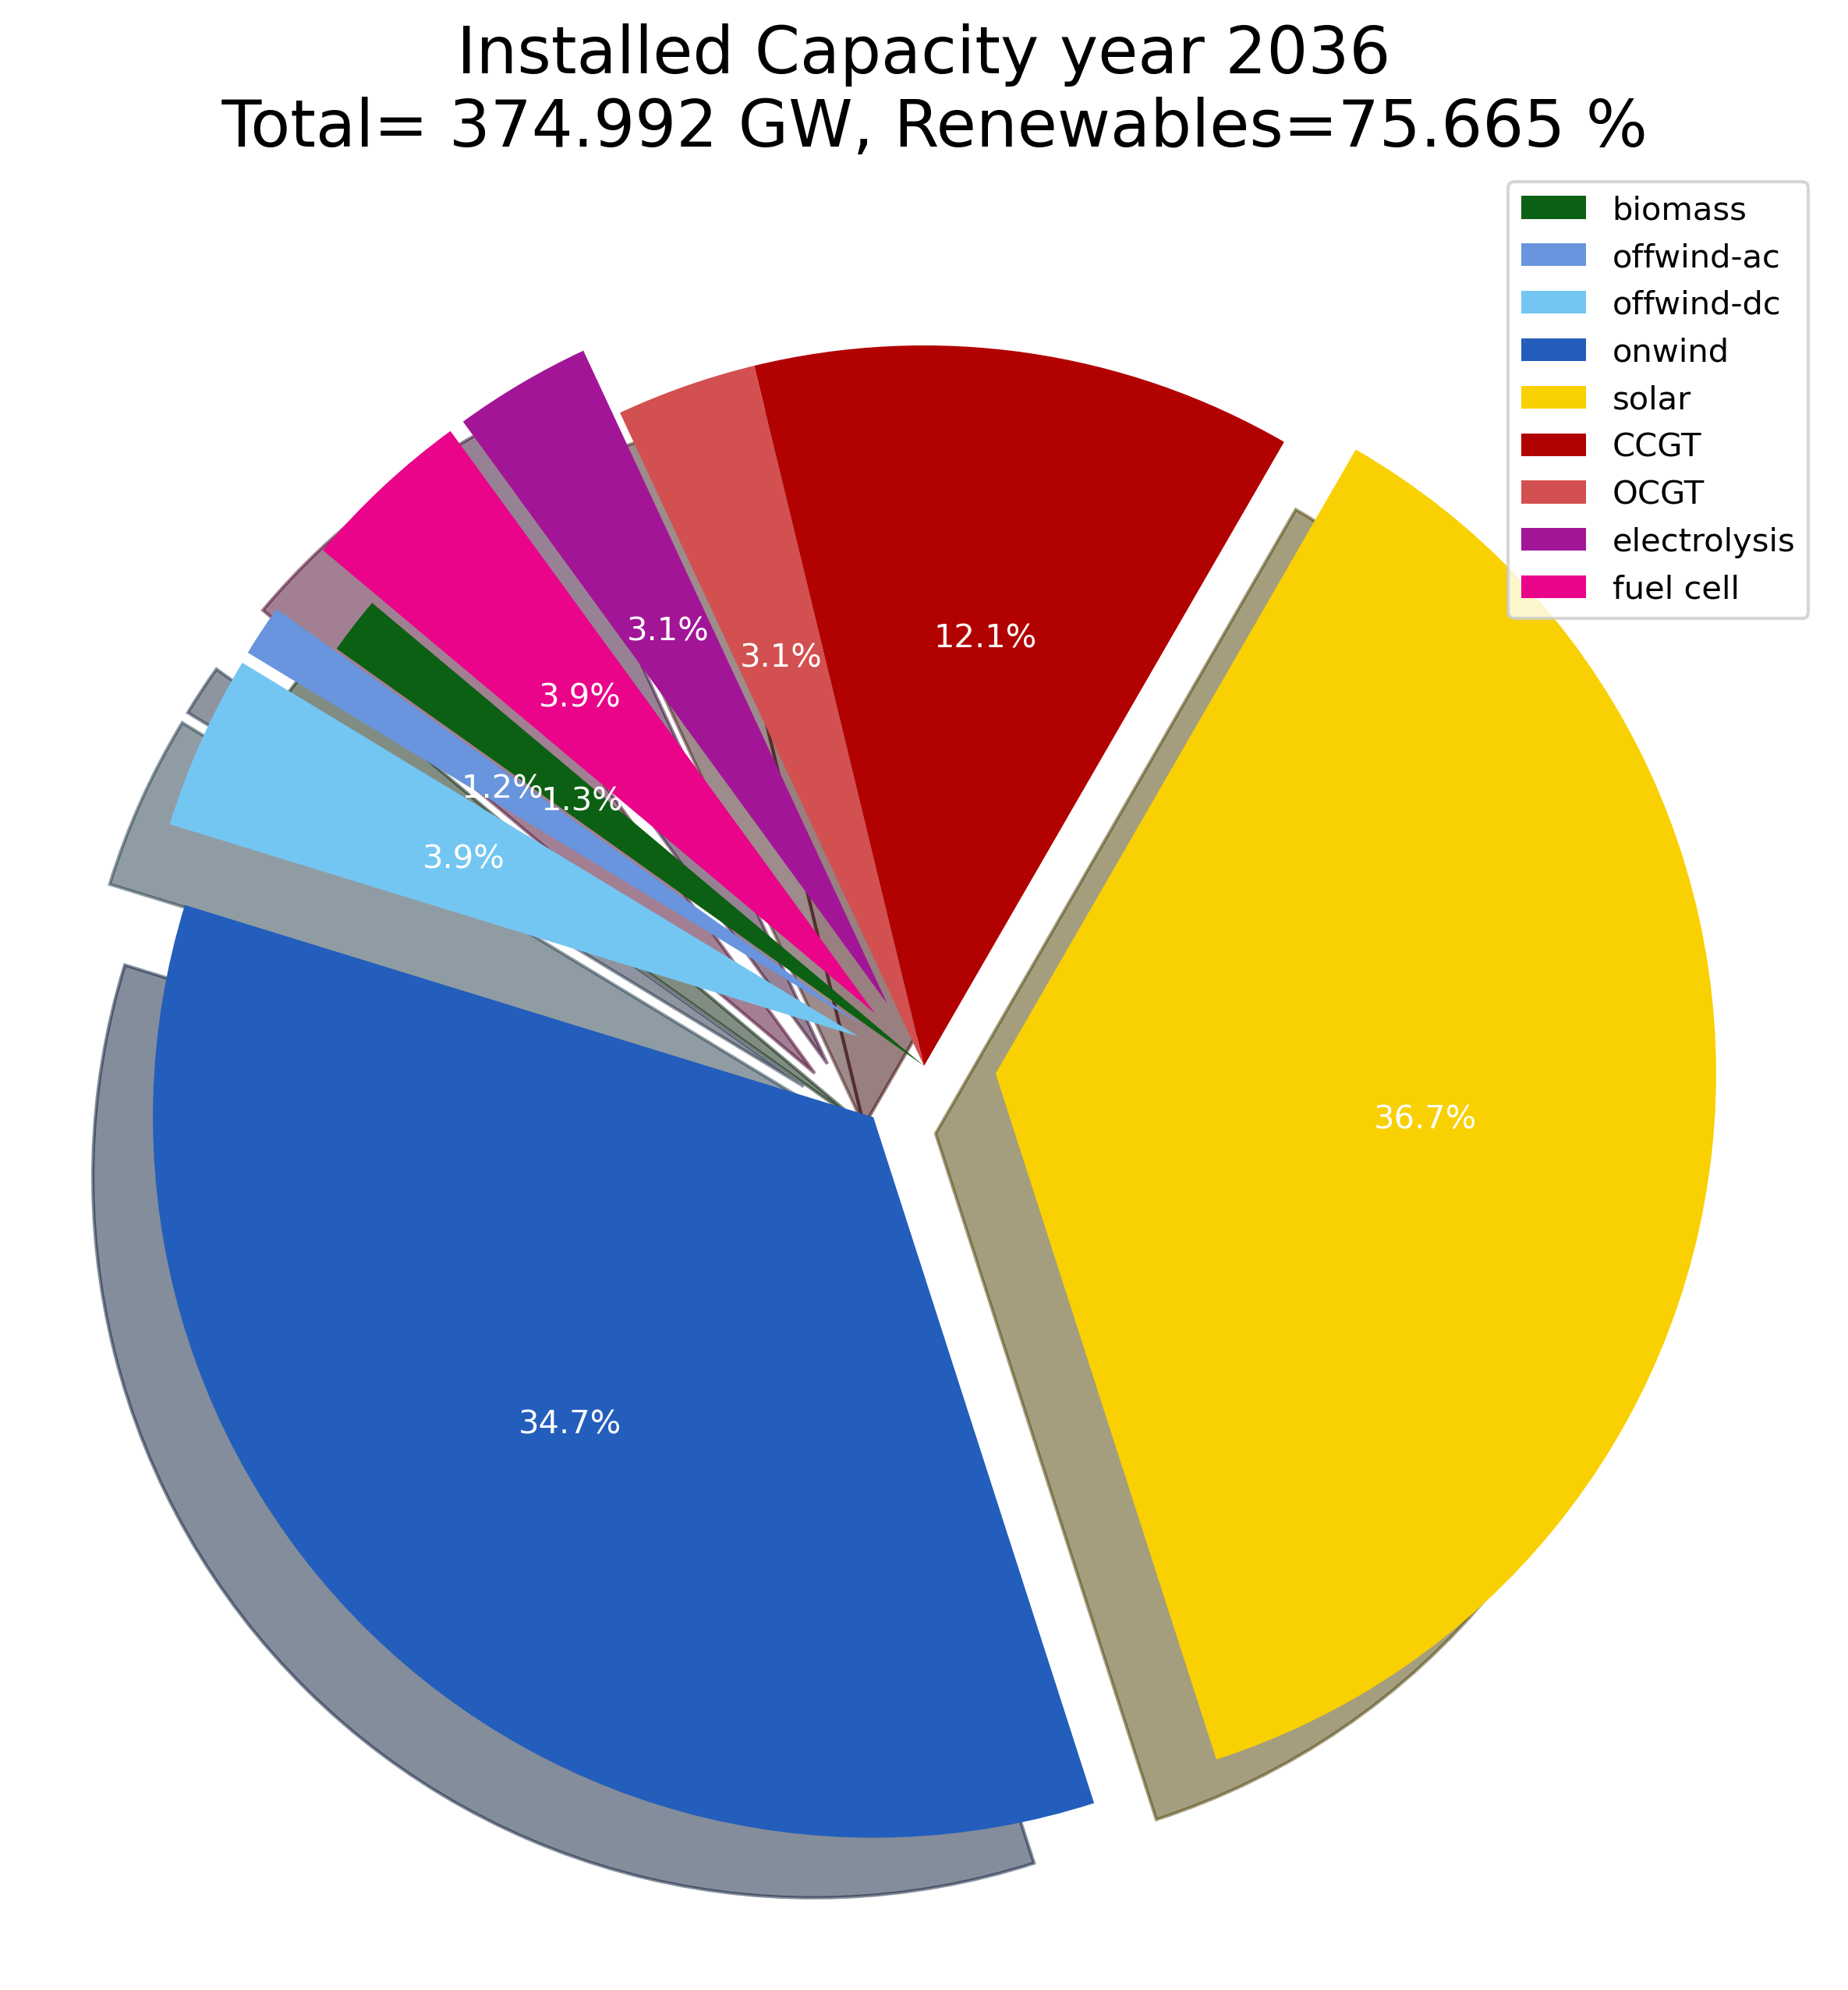 Installed Capacity year 2036
Total= 374.992 GW, Renewables=75.665 %
biomass
offwind-ac
offwind-dc
onwind
solar
CCGT
OCGT
electrolysis
fuel cell
3.1%
3.1%
12.1%
3.9%
1.2%
1.3%
3.9%
36.7%
34.7%